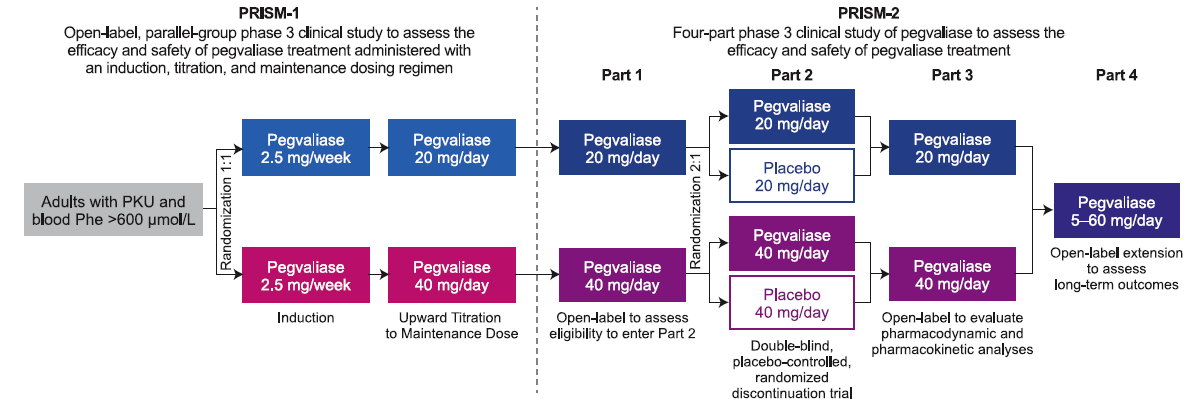 PRISM-1
Open-label, parallel-group phase 3 clinical study to assess the
efficacy and safety of pegvaliase treatment administered with
an induction, titration, and maintenance dosing regimen
PRISM-2
Four-part phase 3 clinical study of pegvaliase to assess the
efficacy and safety of pegvaliase treatment
Part 1
Part 2
Part 3
Part 4
Adults with PKU and
blood Phe >600 μmol/L
Randomization 1:1
Pegvaliase
2.5 mg/week
Pegvaliase
20 mg/day
Pegvaliase
2.5 mg/week
Pegvaliase
40 mg/day
Induction
Upward Titration
to Maintenance Dose
Pegvaliase
20 mg/day
Pegvaliase
40 mg/day
Open-label to assess
eligibility to enter Part 2
Randomization 2:1
Pegvaliase
20 mg/day
Placebo
20 mg/day
Pegvaliase
40 mg/day
Placebo
40 mg/day
Double-blind,
placebo-controlled,
randomized
discontinuation trial
Pegvaliase
20 mg/day
Pegvaliase
40 mg/day
Open-label to evaluate
pharmacodynamic and
pharmacokinetic analyses
Pegvaliase
5–60 mg/day
Open-label extension
to assess
long-term outcomes